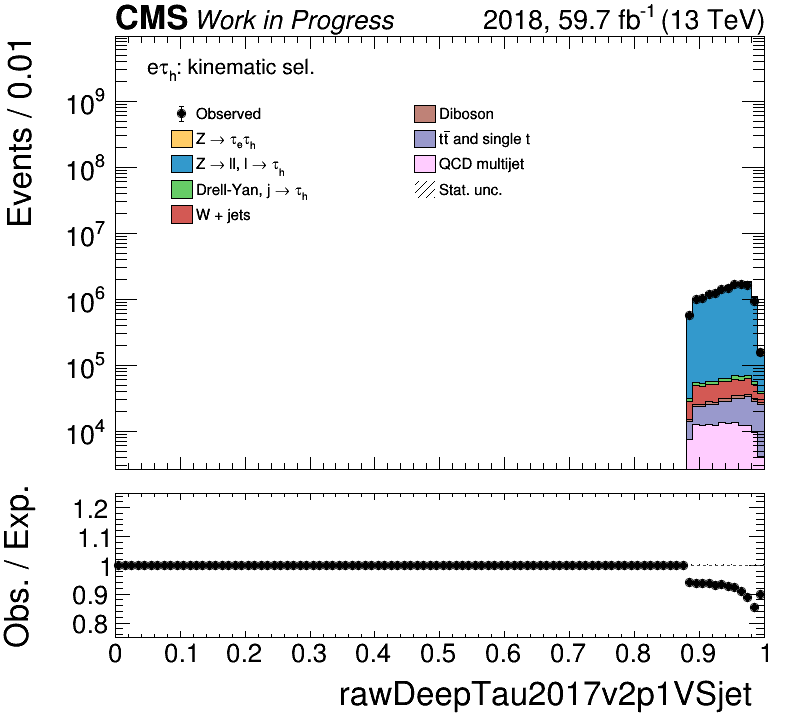 CMS Work in Progress 2018, 59.7 fb⁻¹ (13 TeV)
Events / 0.01
eτₕ: kinematic sel.
Observed
Z → τₑτₕ
Z → ll, l → τₕ
Drell-Yan, j → τₕ
W + jets
Diboson
tt̄ and single t
QCD multijet
Stat. unc.
10⁹
10⁸
10⁷
10⁶
10⁵
10⁴
Obs. / Exp.
1.2
1.1
1
0.9
0.8
0 0.1 0.2 0.3 0.4 0.5 0.6 0.7 0.8 0.9 1
rawDeepTau2017v2p1VSjet